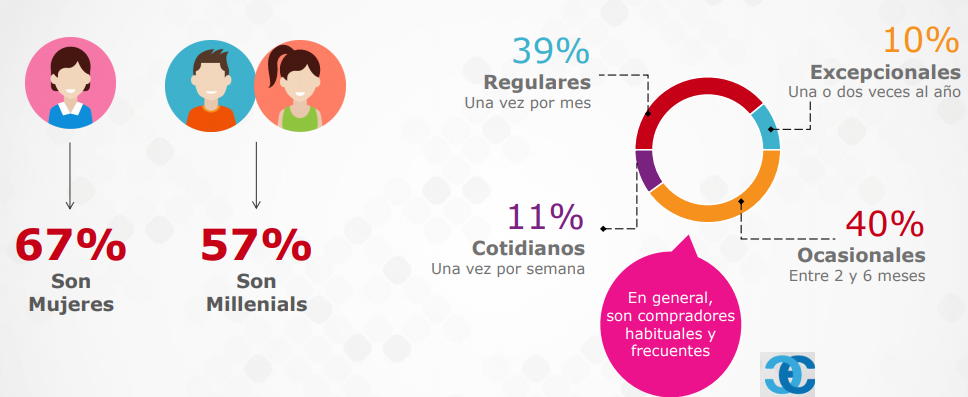 67%
Son
Mujeres
57%
Son
Millenials
39%
Regulares
Una vez por mes
10%
Excepcionales
Una o dos veces al año
11%
Cotidianos
Una vez por semana
40%
Ocasionales
Entre 2 y 6 meses
En general,
son compradores
habituales y
frecuentes